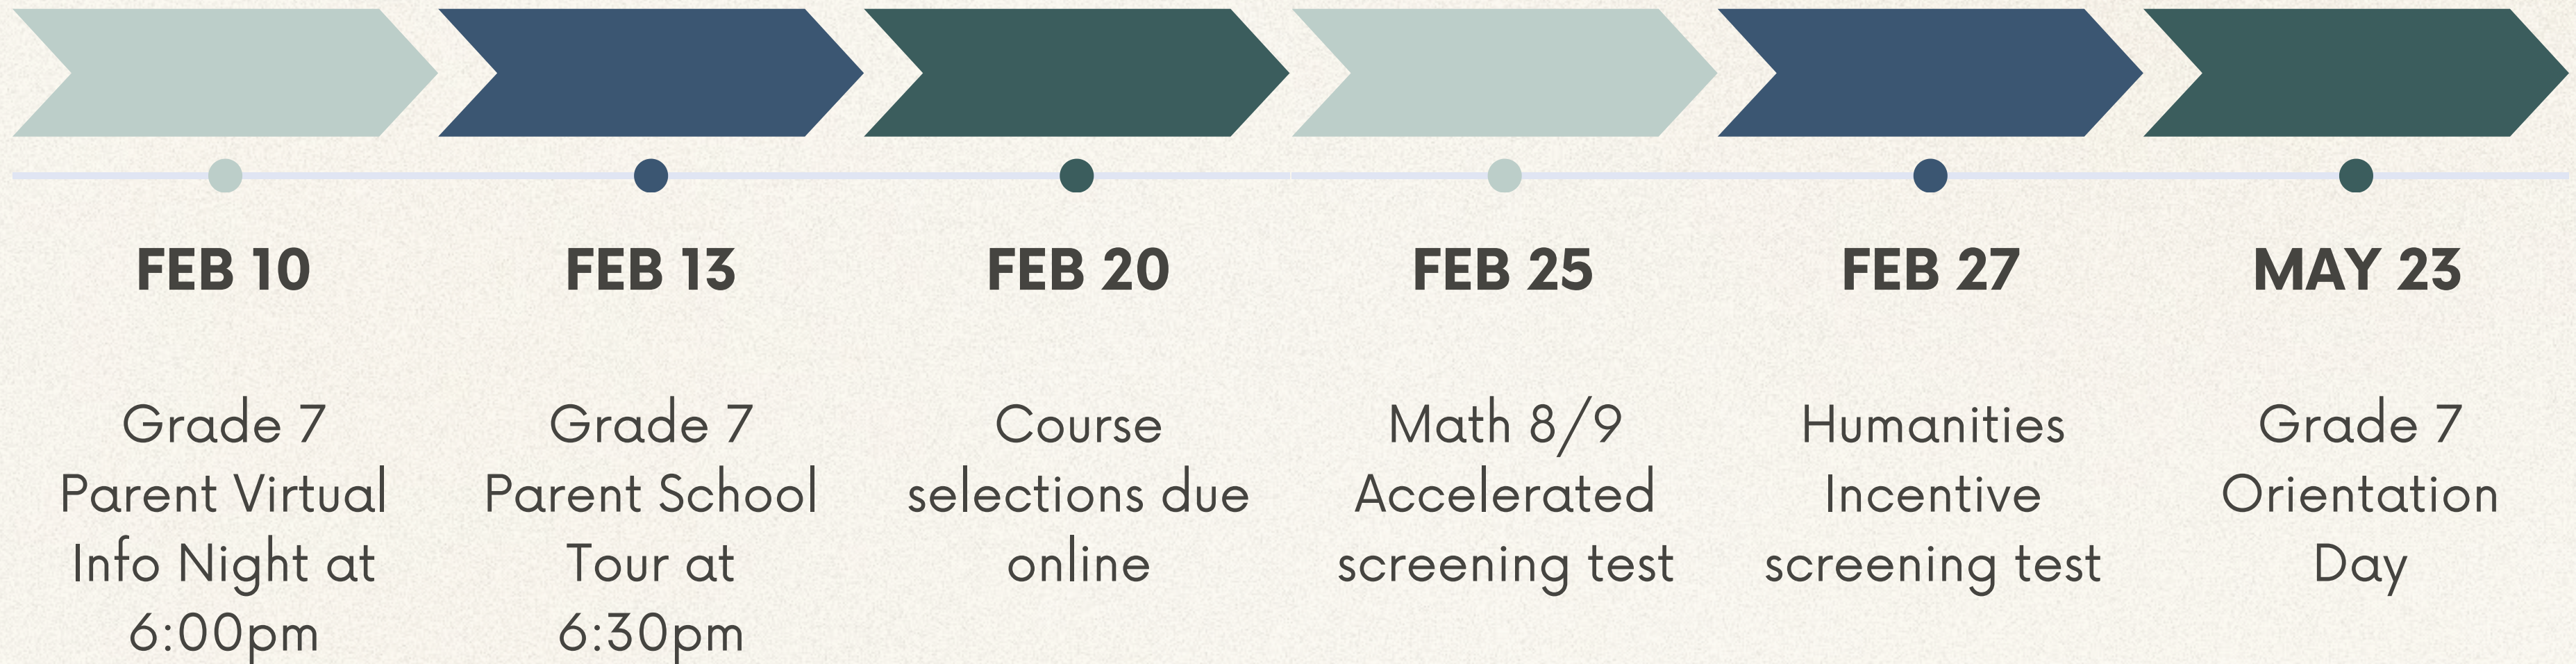 FEB 10
Grade 7
Parent Virtual
Info Night at
6:00pm
FEB 13
Grade 7
Parent School
Tour at
6:30pm
FEB 20
Course
selections due
online
FEB 25
Math 8/9
Accelerated
screening test
FEB 27
Humanities
Incentive
screening test
MAY 23
Grade 7
Orientation
Day